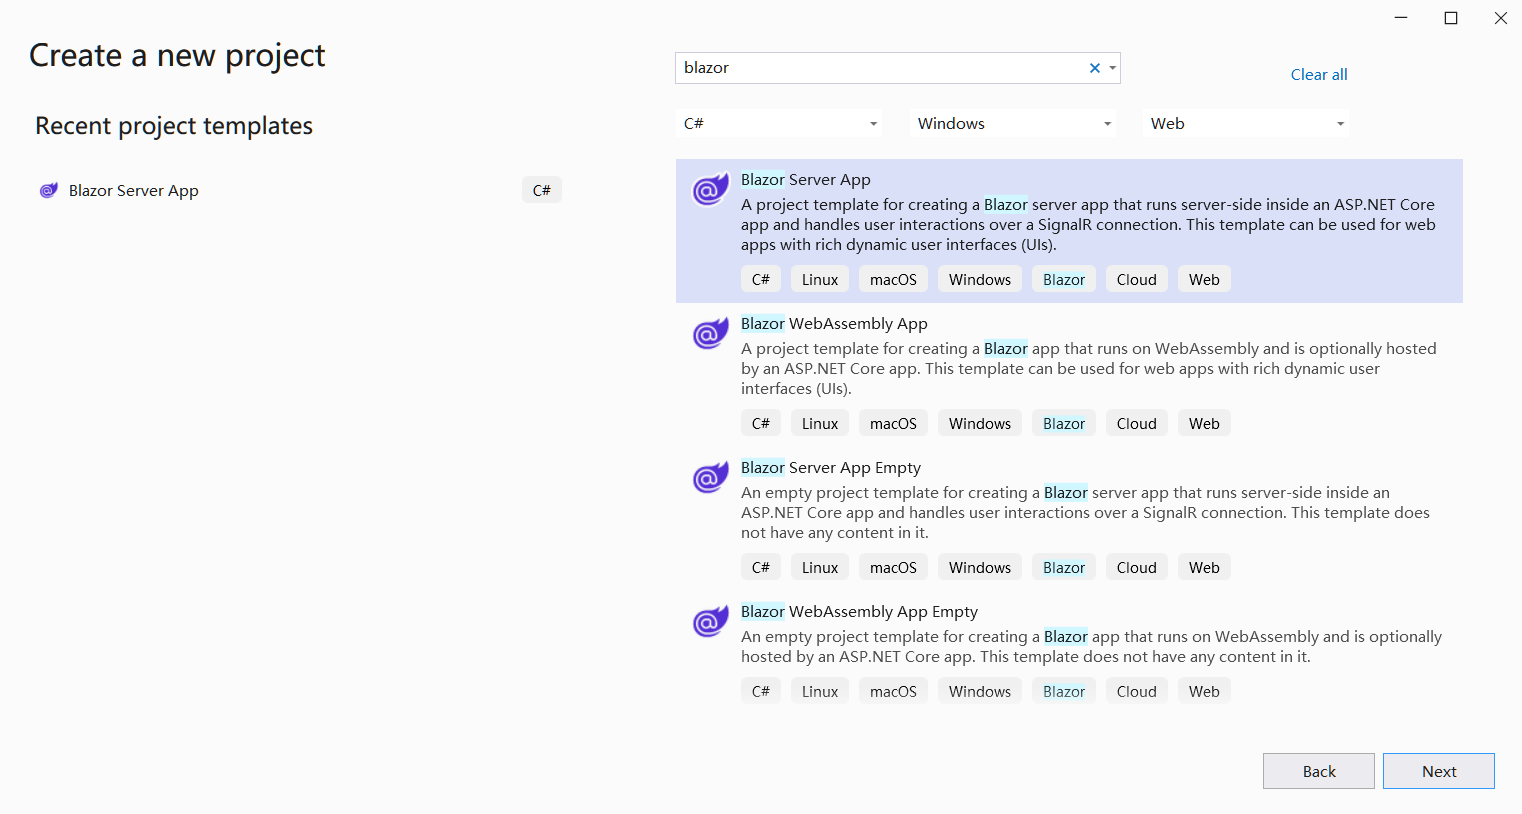 Create a new project
Recent project templates
Blazor Server App
C#
blazor
Clear all
C#
Windows
Web
Blazor Server App
A project template for creating a Blazor server app that runs server-side inside an ASP.NET Core
app and handles user interactions over a SignalR connection. This template can be used for web
apps with rich dynamic user interfaces (UIs).
C# Linux macOS Windows Blazor Cloud Web
Blazor WebAssembly App
A project template for creating a Blazor app that runs on WebAssembly and is optionally hosted
by an ASP.NET Core app. This template can be used for web apps with rich dynamic user
interfaces (UIs).
C# Linux macOS Windows Blazor Cloud Web
Blazor Server App Empty
An empty project template for creating a Blazor server app that runs server-side inside an
ASP.NET Core app and handles user interactions over a SignalR connection. This template does
not have any content in it.
C# Linux macOS Windows Blazor Cloud Web
Blazor WebAssembly App Empty
An empty project template for creating a Blazor app that runs on WebAssembly and is optionally
hosted by an ASP.NET Core app. This template does not have any content in it.
C# Linux macOS Windows Blazor Cloud Web
Back
Next